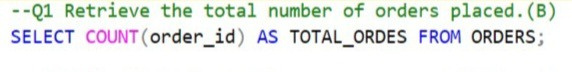 --Q1 Retrieve the total number of orders placed.(B)
SELECT COUNT(order_id) AS TOTAL_ORDES FROM ORDERS;